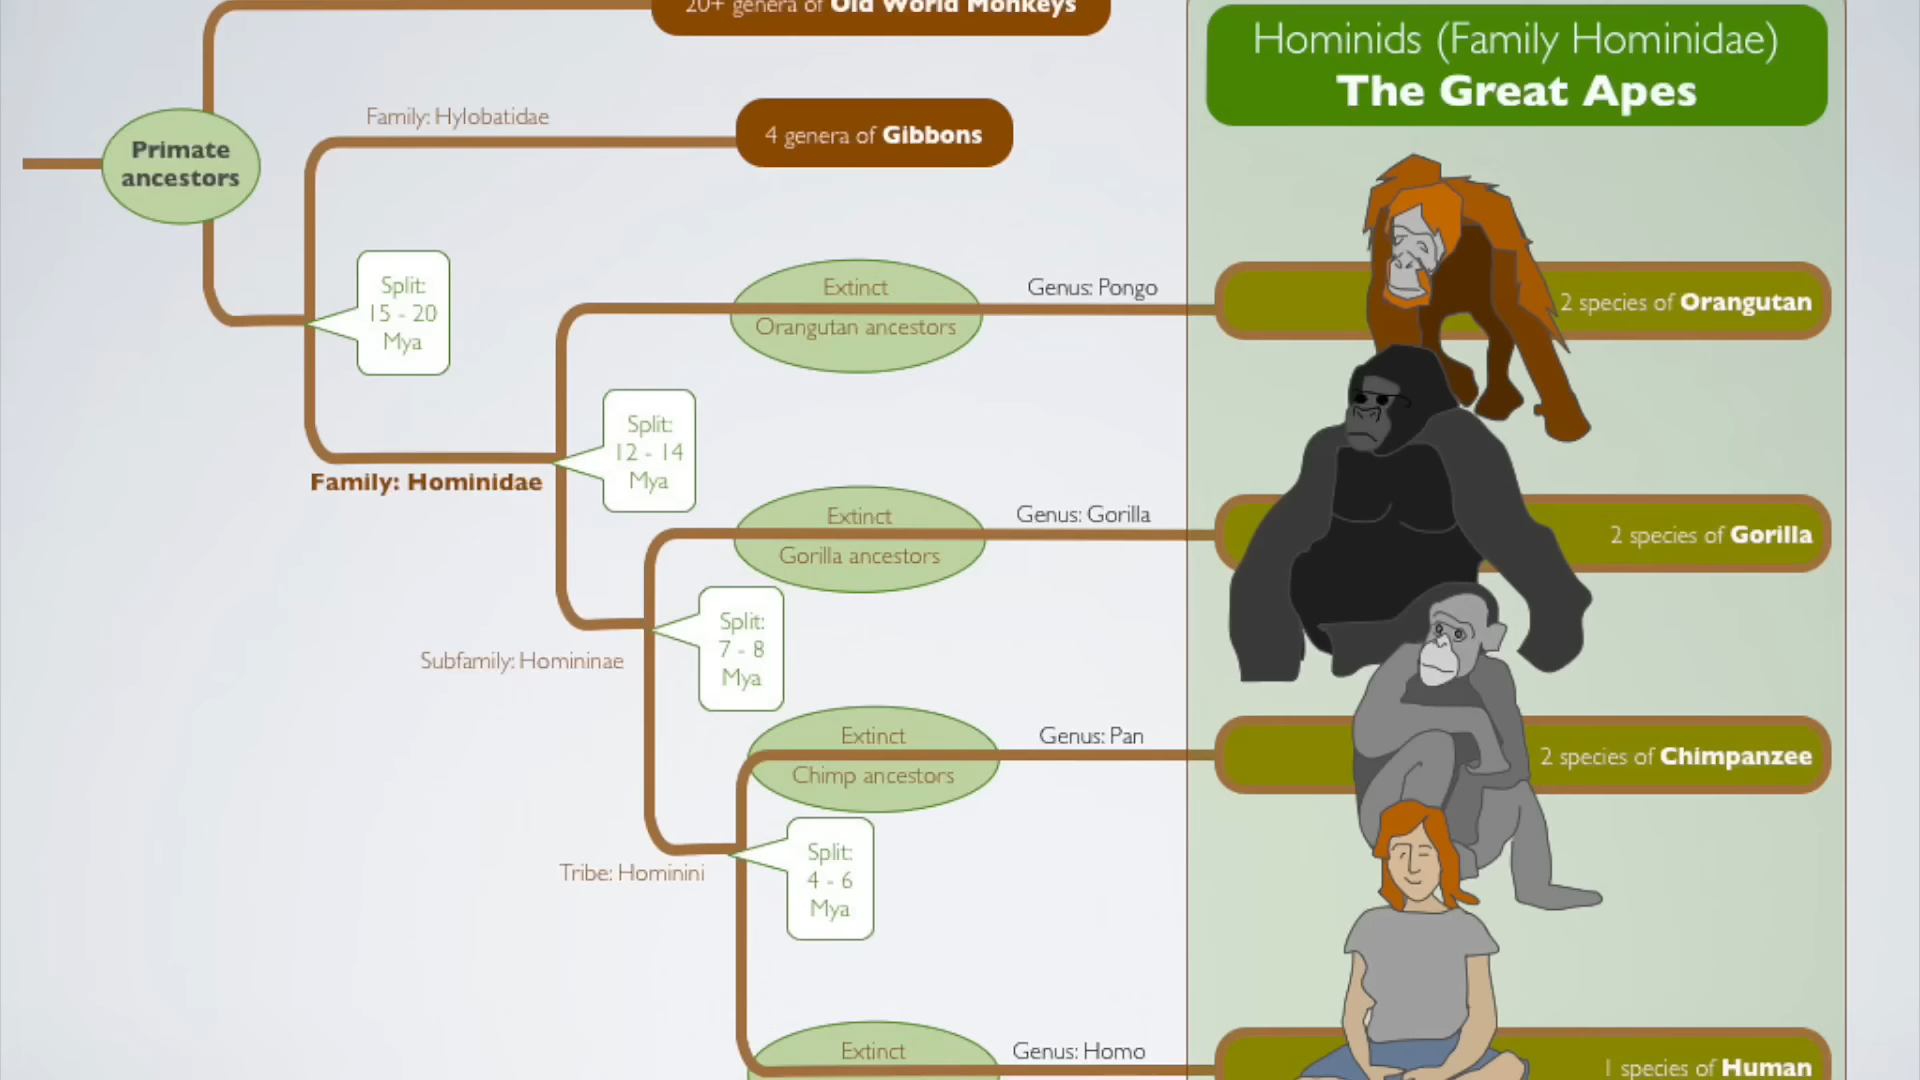 20+ genera of Old World Monkeys
Hominids (Family Hominidae)
The Great Apes
Family: Hylobatidae
4 genera of Gibbons
Primate
ancestors
Split:
15 - 20
Mya
Extinct
Orangutan ancestors
Genus: Pongo
2 species of Orangutan
Split:
12 - 14
Mya
Family: Hominidae
Extinct
Gorilla ancestors
Genus: Gorilla
2 species of Gorilla
Split:
7 - 8
Mya
Subfamily: Homininae
Extinct
Chimp ancestors
Genus: Pan
2 species of Chimpanzee
Split:
4 - 6
Mya
Tribe: Hominini
Extinct
Genus: Homo
1 species of Human